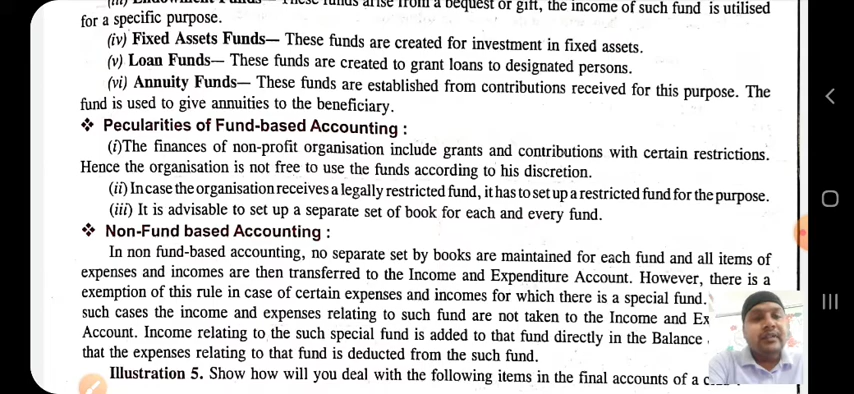 (iii) Endowment Funds— These funds arise from a bequest or gift, the income of such fund is utilised
for a specific purpose.
(iv) Fixed Assets Funds— These funds are created for investment in fixed assets.
(v) Loan Funds— These funds are created to grant loans to designated persons.
(vi) Annuity Funds— These funds are established from contributions received for this purpose. The
fund is used to give annuities to the beneficiary.
❖ Pecularities of Fund-based Accounting :
(i)The finances of non-profit organisation include grants and contributions with certain restrictions.
Hence the organisation is not free to use the funds according to his discretion.
(ii) In case the organisation receives a legally restricted fund, it has to set up a restricted fund for the purpose.
(iii) It is advisable to set up a separate set of book for each and every fund.
❖ Non-Fund based Accounting :
In non fund-based accounting, no separate set by books are maintained for each fund and all items of
expenses and incomes are then transferred to the Income and Expenditure Account. However, there is a
exemption of this rule in case of certain expenses and incomes for which there is a special fund.
such cases the income and expenses relating to such fund are not taken to the Income and Ex
Account. Income relating to the such special fund is added to that fund directly in the Balance
that the expenses relating to that fund is deducted from the such fund.
Illustration 5. Show how will you deal with the following items in the final accounts of a